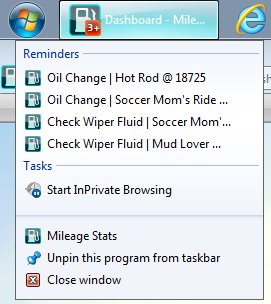 Dashboard - Mile...
3+
Reminders
Oil Change | Hot Rod @ 18725
Oil Change | Soccer Mom's Ride ...
Check Wiper Fluid | Soccer Mom'...
Check Wiper Fluid | Mud Lover ...
Tasks
Start InPrivate Browsing
Mileage Stats
Unpin this program from taskbar
Close window